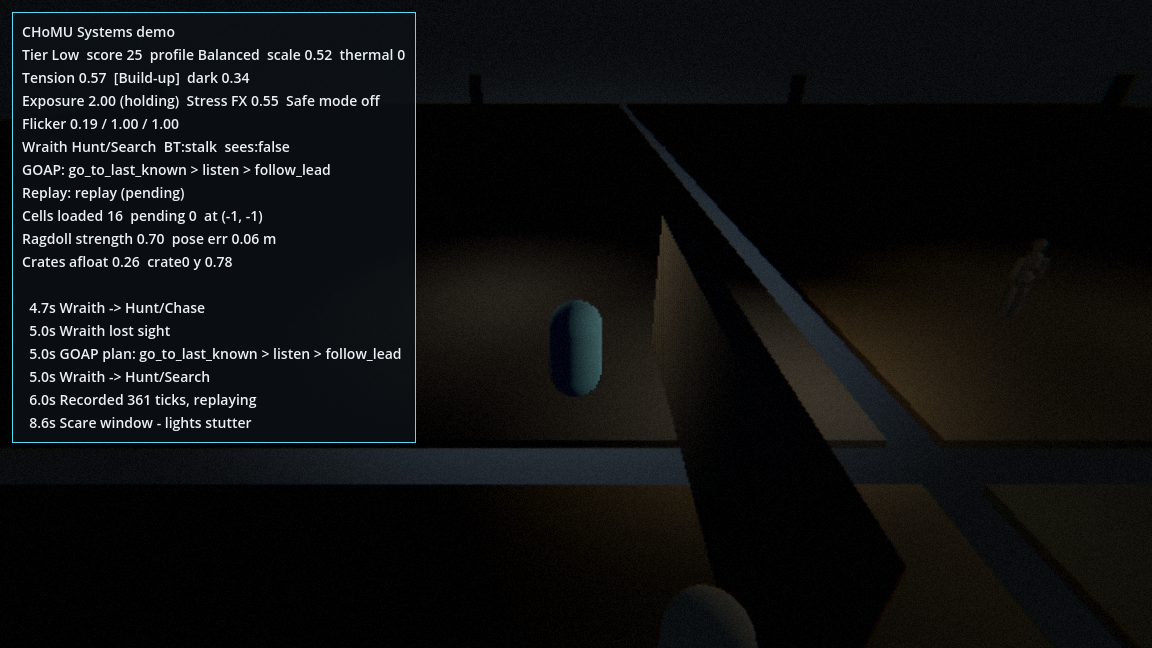 CHoMU Systems demo
Tier Low  score 25  profile Balanced  scale 0.52  thermal 0
Tension 0.57  [Build-up]  dark 0.34
Exposure 2.00 (holding)  Stress FX 0.55  Safe mode off
Flicker 0.19 / 1.00 / 1.00
Wraith Hunt/Search  BT:stalk  sees:false
GOAP: go_to_last_known > listen > follow_lead
Replay: replay (pending)
Cells loaded 16  pending 0  at (-1, -1)
Ragdoll strength 0.70  pose err 0.06 m
Crates afloat 0.26  crate0 y 0.78
4.7s Wraith -> Hunt/Chase
5.0s Wraith lost sight
5.0s GOAP plan: go_to_last_known > listen > follow_lead
5.0s Wraith -> Hunt/Search
6.0s Recorded 361 ticks, replaying
8.6s Scare window - lights stutter